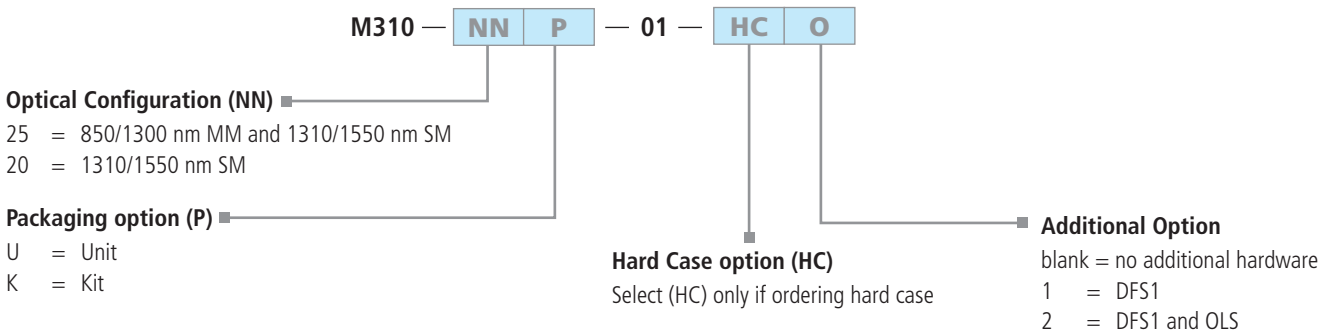 M310 — NN P — 01 — HC O
Optical Configuration (NN)
25 = 850/1300 nm MM and 1310/1550 nm SM
20 = 1310/1550 nm SM
Packaging option (P)
U = Unit
K = Kit
Hard Case option (HC)
Select (HC) only if ordering hard case
Additional Option
blank = no additional hardware
1 = DFS1
2 = DFS1 and OLS